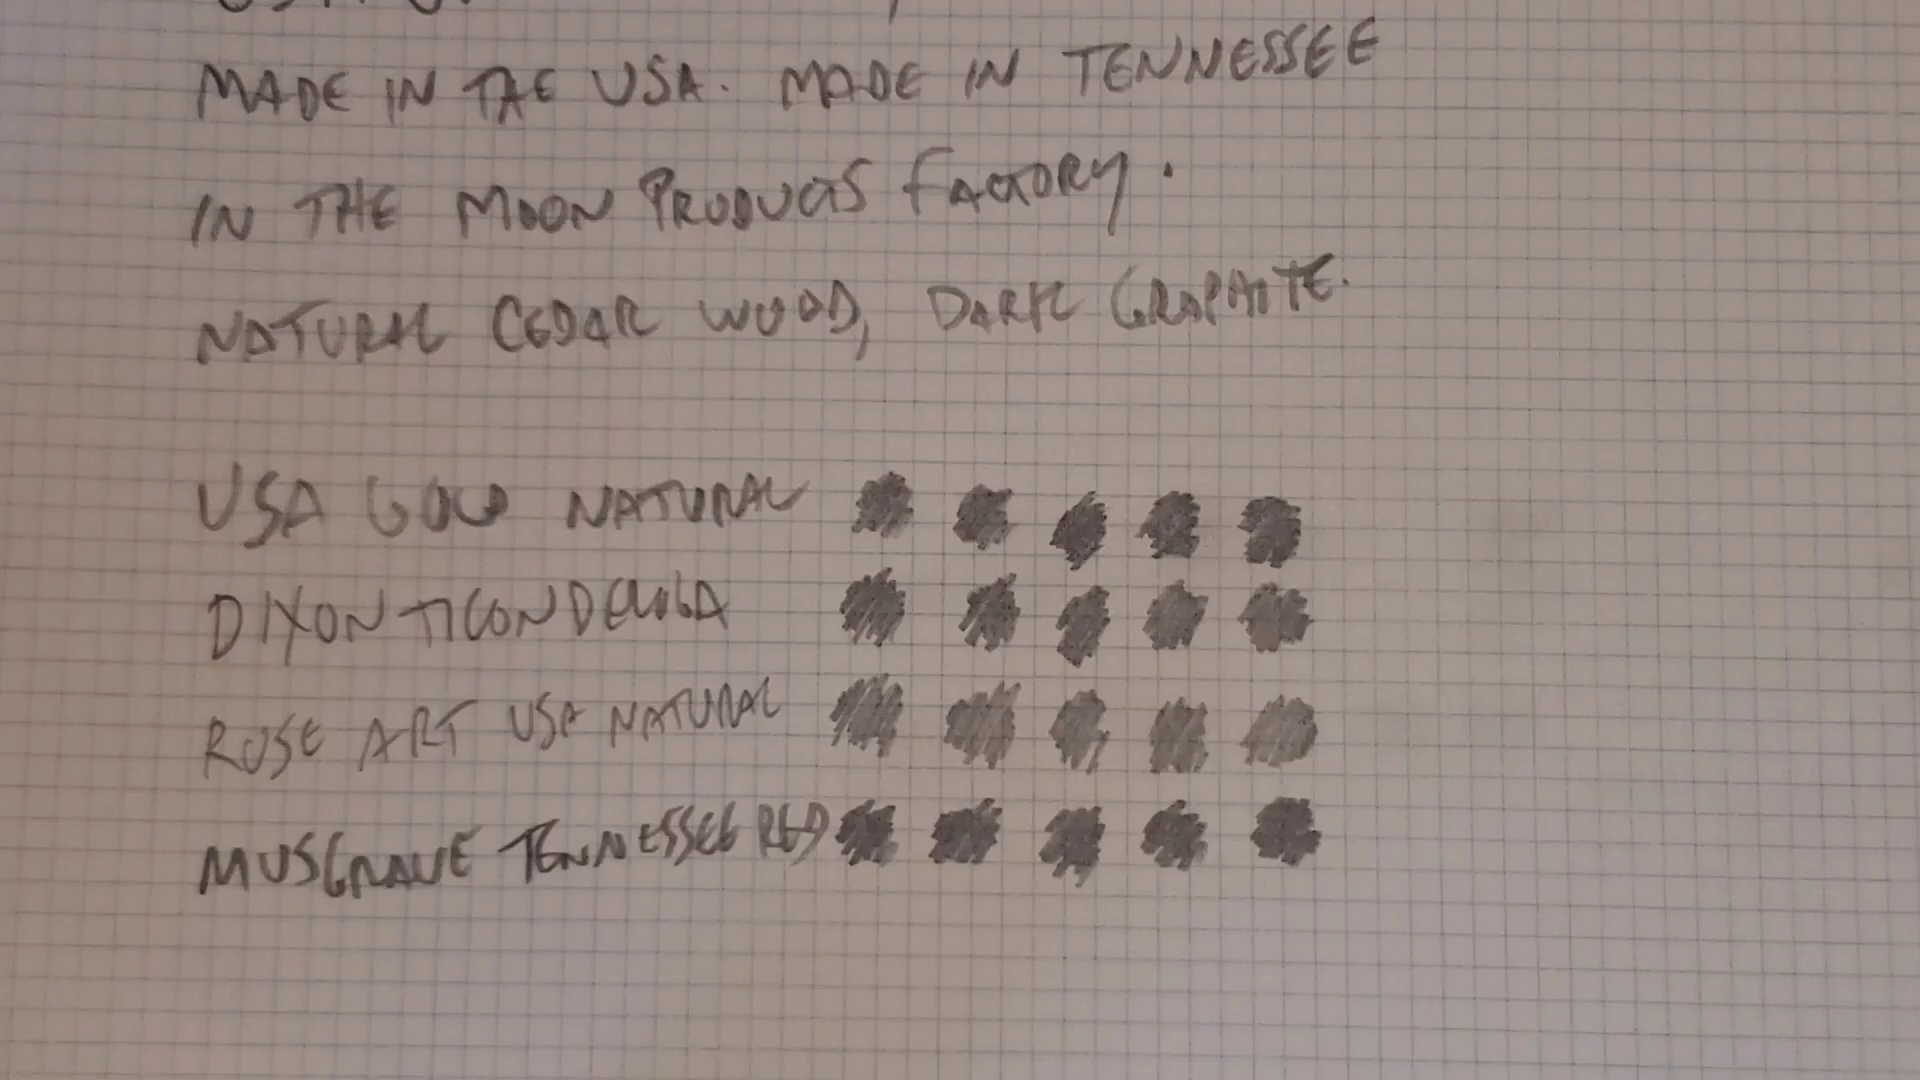 MADE IN THE USA. MADE IN TENNESSEE
IN THE MOON PRODUCTS FACTORY.
NATURAL CEDAR WOOD, DARK GRAPHITE.
USA GOLD NATURAL
DIXON TICONDEROGA
ROSE ART USA NATURAL
MUSGRAVE TENNESSEE RED